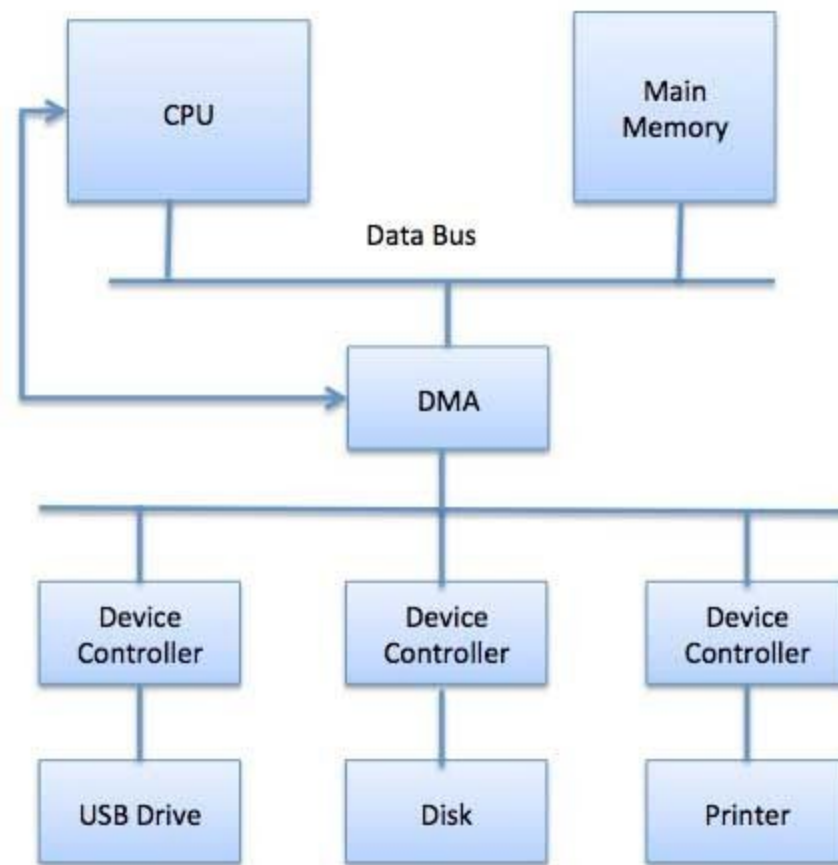 CPU
Main
Memory
Data Bus
DMA
Device
Controller
Device
Controller
Device
Controller
USB Drive
Disk
Printer